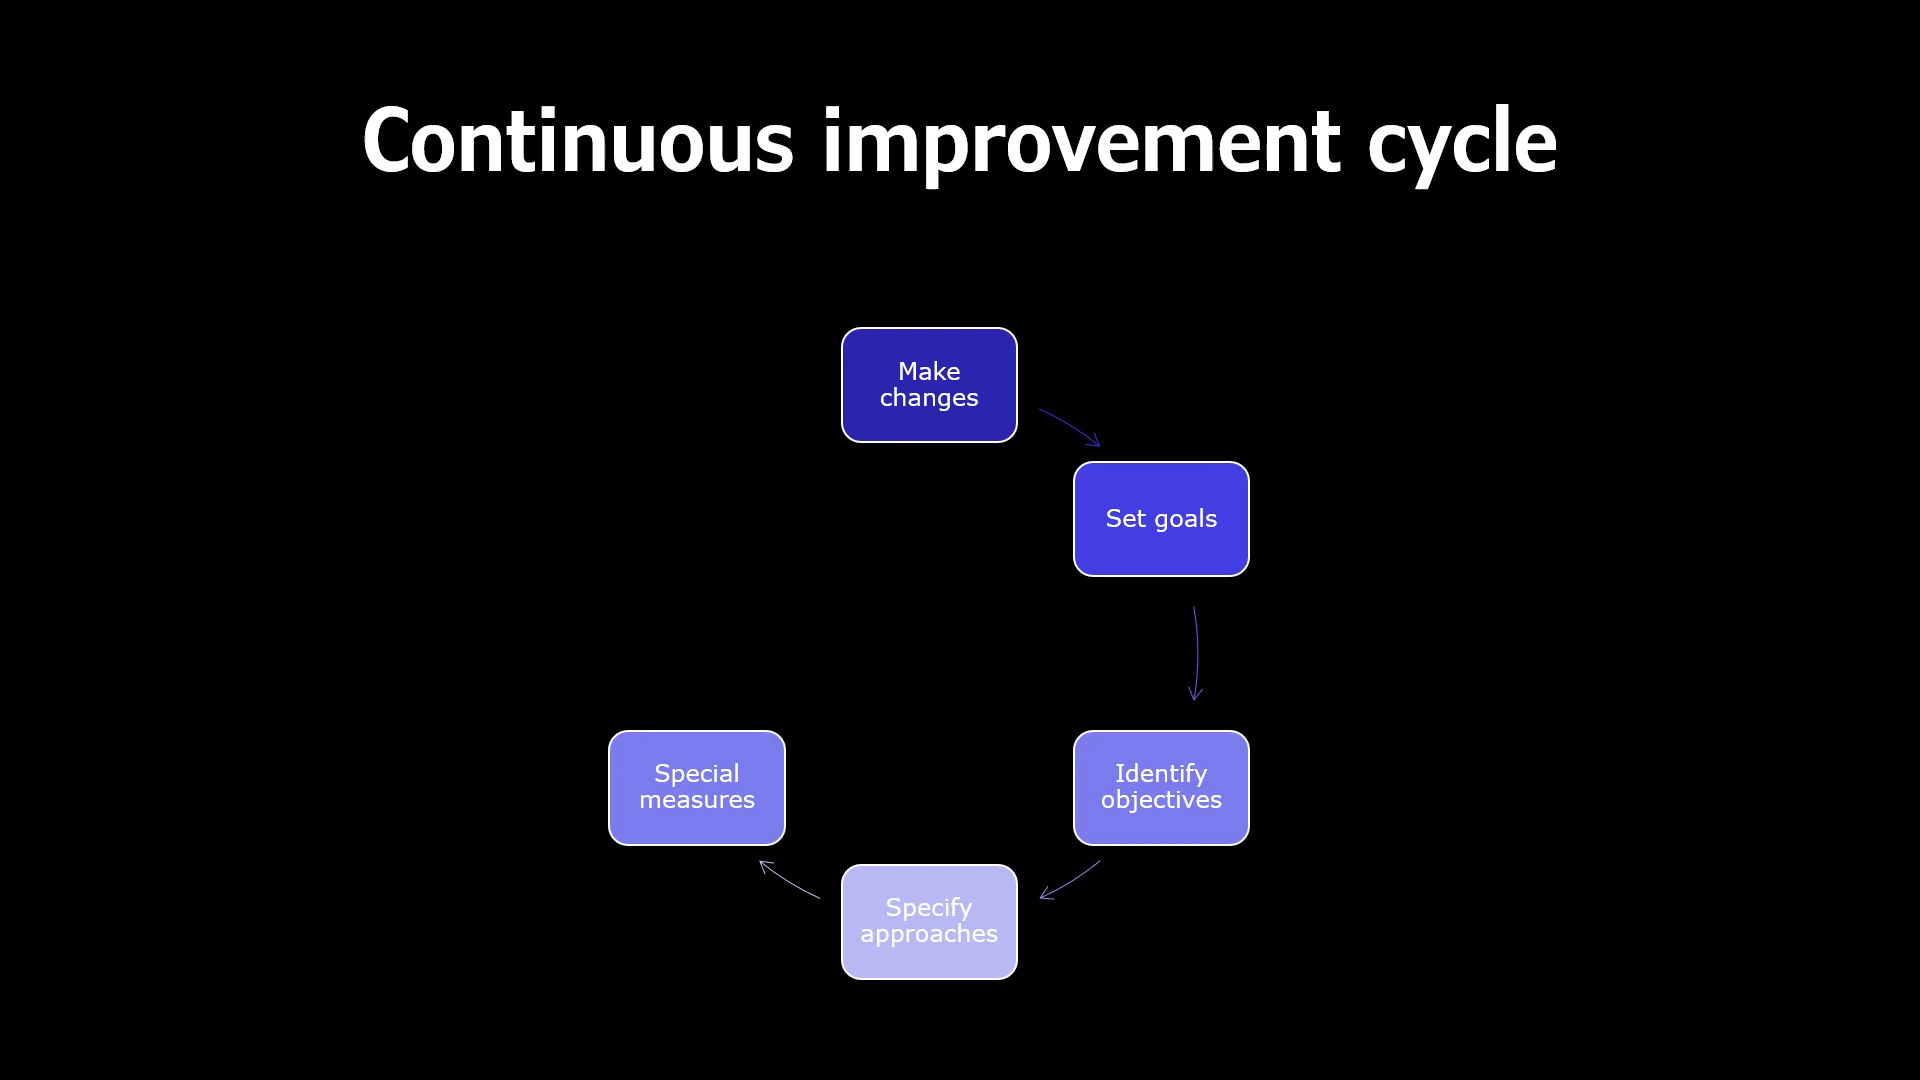 Continuous improvement cycle
Make
changes
Set goals
Identify
objectives
Specify
approaches
Special
measures